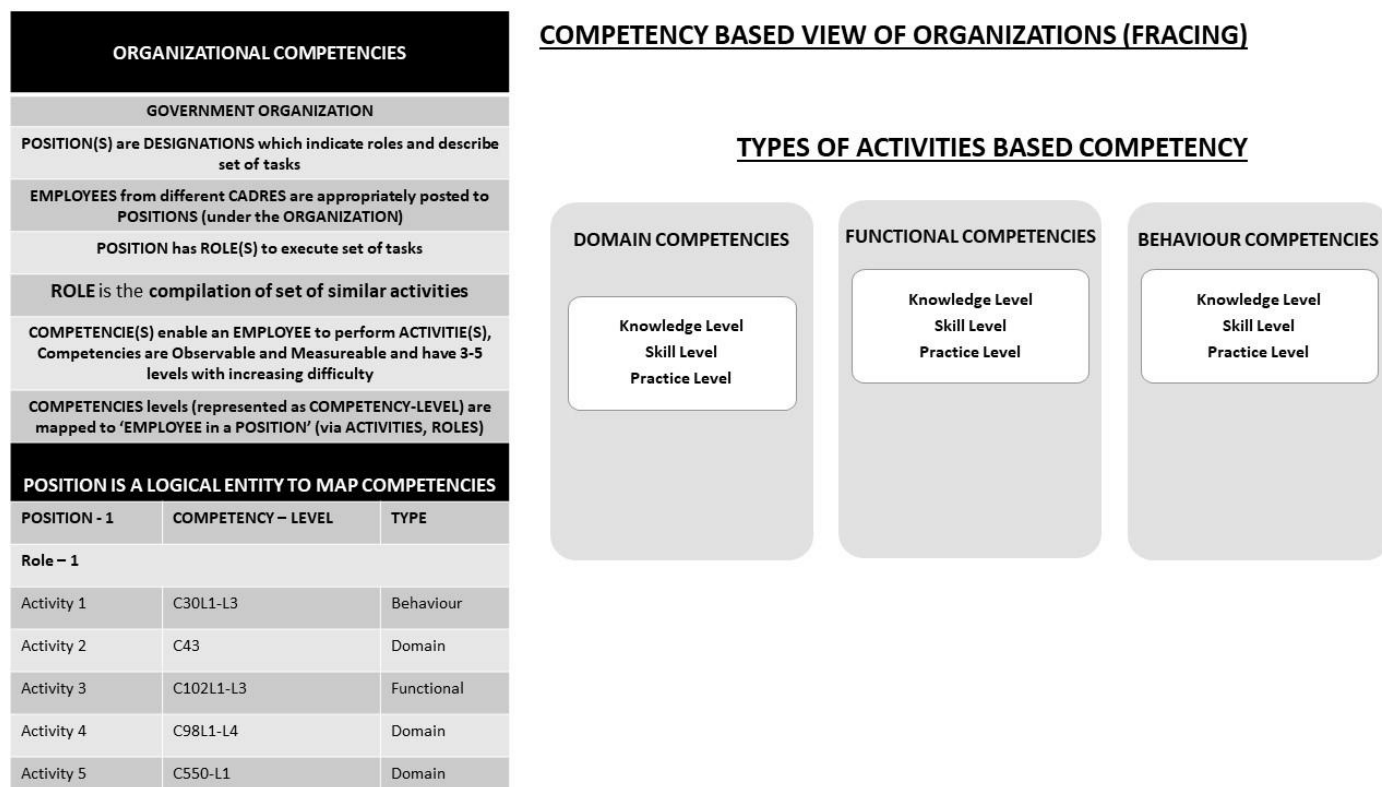 ORGANIZATIONAL COMPETENCIES
GOVERNMENT ORGANIZATION
POSITION(S) are DESIGNATIONS which indicate roles and describe
set of tasks
EMPLOYEES from different CADRES are appropriately posted to
POSITIONS (under the ORGANIZATION)
POSITION has ROLE(S) to execute set of tasks
ROLE is the compilation of set of similar activities
COMPETENCIE(S) enable an EMPLOYEE to perform ACTIVITIE(S),
Competencies are Observable and Measureable and have 3-5
levels with increasing difficulty
COMPETENCIES levels (represented as COMPETENCY-LEVEL) are
mapped to ‘EMPLOYEE in a POSITION’ (via ACTIVITIES, ROLES)
POSITION IS A LOGICAL ENTITY TO MAP COMPETENCIES
POSITION - 1 COMPETENCY – LEVEL TYPE
Role – 1
Activity 1 C30L1-L3 Behaviour
Activity 2 C43 Domain
Activity 3 C102L1-L3 Functional
Activity 4 C98L1-L4 Domain
Activity 5 C550-L1 Domain
COMPETENCY BASED VIEW OF ORGANIZATIONS (FRACING)
TYPES OF ACTIVITIES BASED COMPETENCY
DOMAIN COMPETENCIES
Knowledge Level
Skill Level
Practice Level
FUNCTIONAL COMPETENCIES
Knowledge Level
Skill Level
Practice Level
BEHAVIOUR COMPETENCIES
Knowledge Level
Skill Level
Practice Level